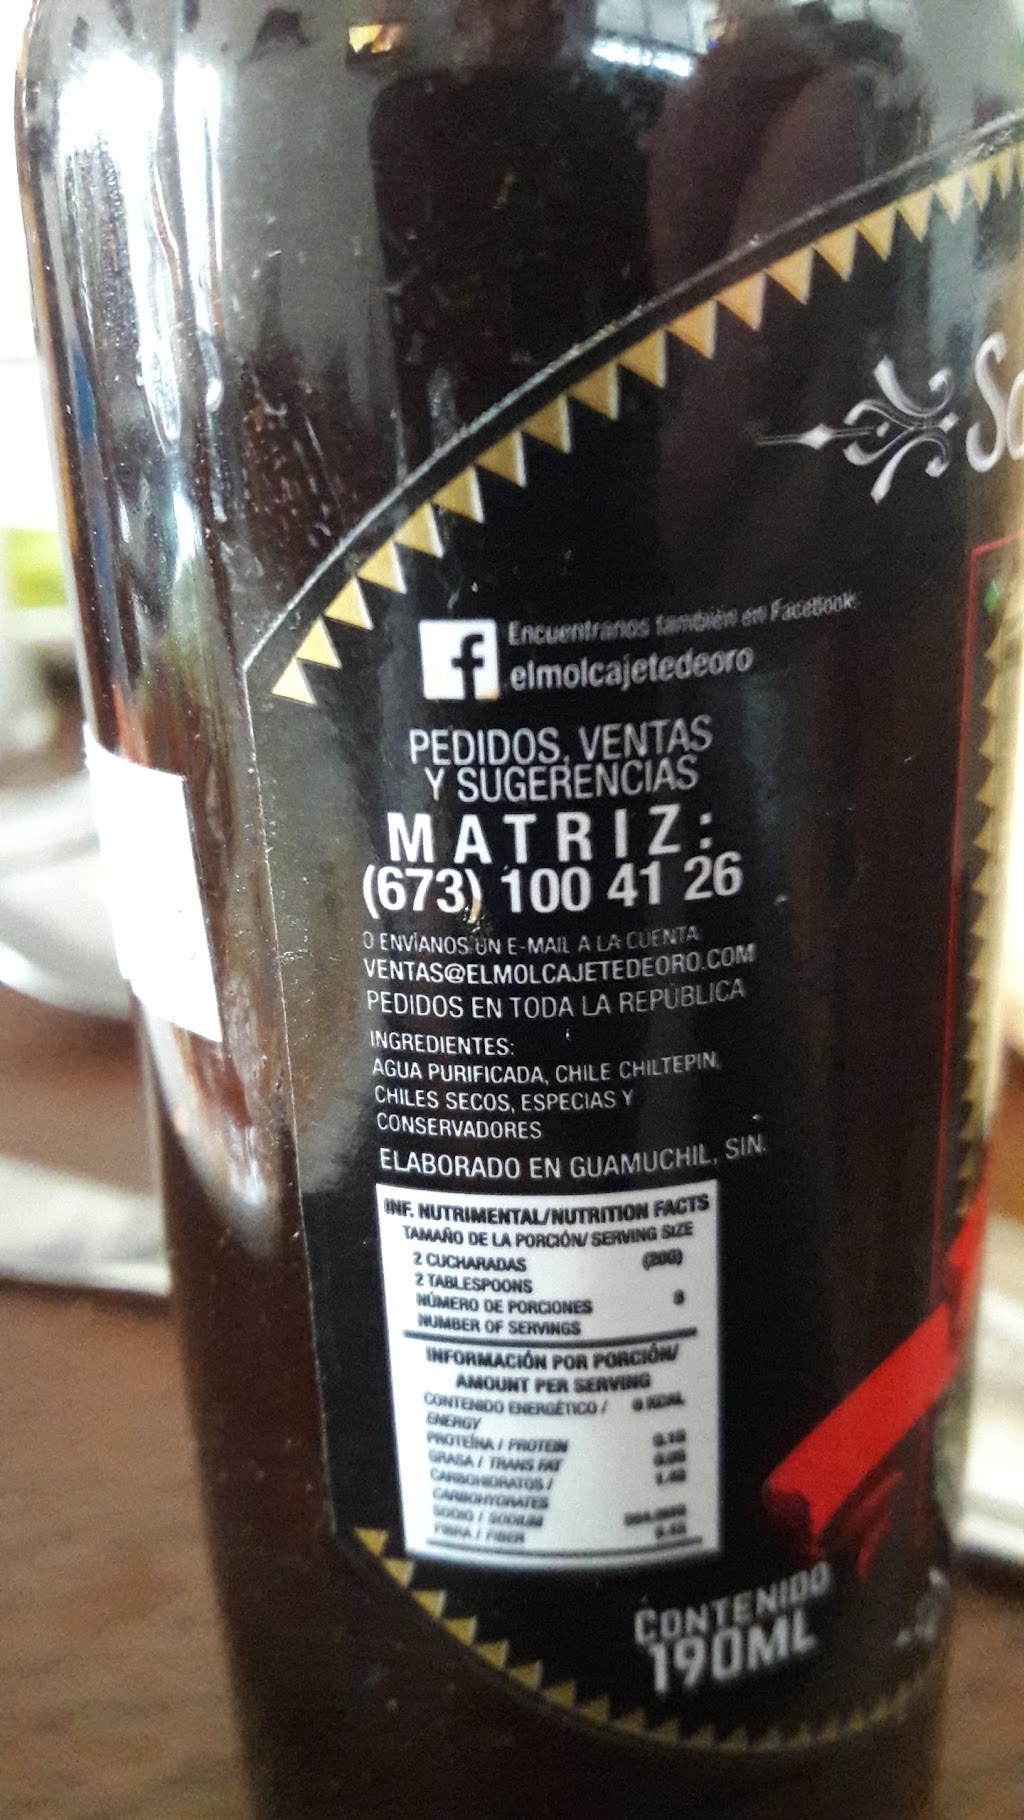 Encuentranos también en Facebook:
elmolcajetedeoro
PEDIDOS, VENTAS
Y SUGERENCIAS
MATRIZ:
(673) 100 41 26
O ENVÍANOS UN E-MAIL A LA CUENTA:
VENTAS@ELMOLCAJETEDEORO.COM
PEDIDOS EN TODA LA REPÚBLICA
INGREDIENTES:
AGUA PURIFICADA, CHILE CHILTEPIN,
CHILES SECOS, ESPECIAS Y
CONSERVADORES
ELABORADO EN GUAMUCHIL, SIN.
INF. NUTRIMENTAL/NUTRITION FACTS
TAMAÑO DE LA PORCIÓN/ SERVING SIZE
2 CUCHARADAS (20G)
2 TABLESPOONS
NÚMERO DE PORCIONES
NUMBER OF SERVINGS
INFORMACIÓN POR PORCIÓN/
AMOUNT PER SERVING
CONTENIDO ENERGÉTICO / KCAL
ENERGY
PROTEÍNA / PROTEIN
GRASA / TRANS FAT
CARBOHIDRATOS /
CARBOHYDRATES
SODIO / SODIUM
FIBRA / FIBER
CONTENIDO
190ML